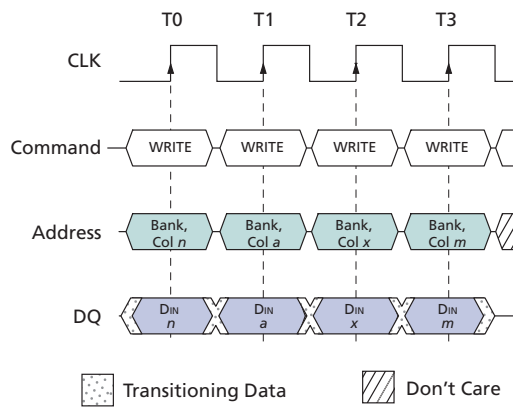 T0 T1 T2 T3
CLK
Command WRITE WRITE WRITE WRITE
Address Bank, Col n Bank, Col a Bank, Col x Bank, Col m
DQ DIN n DIN a DIN x DIN m
Transitioning Data Don't Care